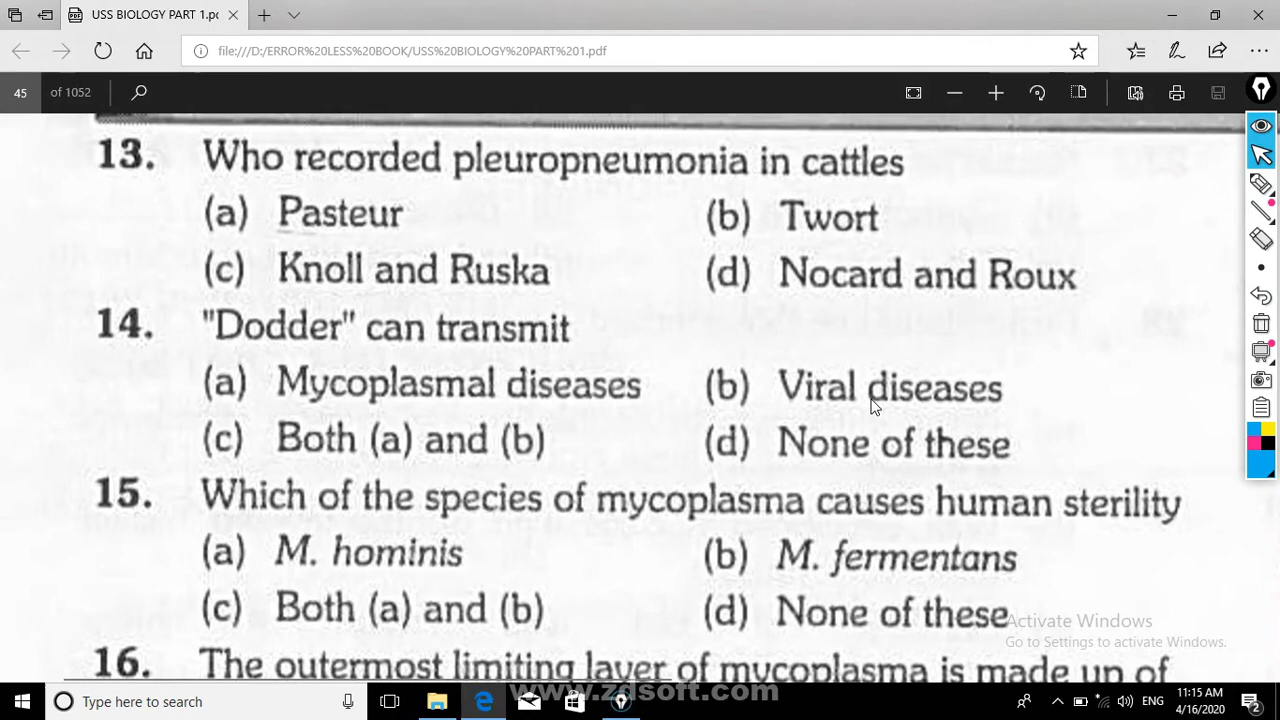 USS BIOLOGY PART 1.pd
file:///D:/ERROR%20LESS%20BOOK/USS%20BIOLOGY%20PART%201.pdf
45 of 1052
13. Who recorded pleuropneumonia in cattles
(a) Pasteur (b) Twort
(c) Knoll and Ruska (d) Nocard and Roux
14. "Dodder" can transmit
(a) Mycoplasmal diseases (b) Viral diseases
(c) Both (a) and (b) (d) None of these
15. Which of the species of mycoplasma causes human sterility
(a) M. hominis (b) M. fermentans
(c) Both (a) and (b) (d) None of these
Activate Windows
Go to Settings to activate Windows.
16. The outermost limiting layer of mycoplasma is made up of
www.zdsoft.com
Type here to search
ENG
11:15 AM
4/16/2020
2